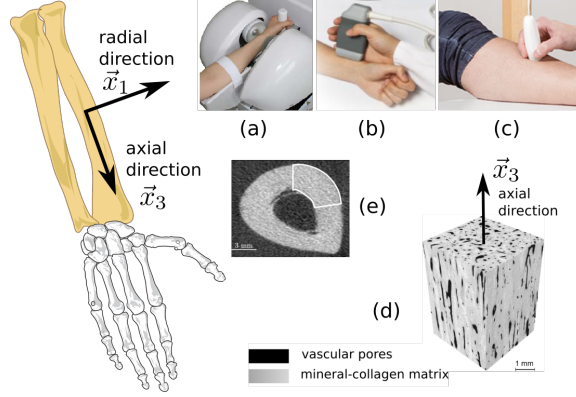 radial
direction
x⃗₁
axial
direction
x⃗₃
(a)
(b)
(c)
(e)
3 mm
x⃗₃
axial
direction
(d)
1 mm
vascular pores
mineral-collagen matrix